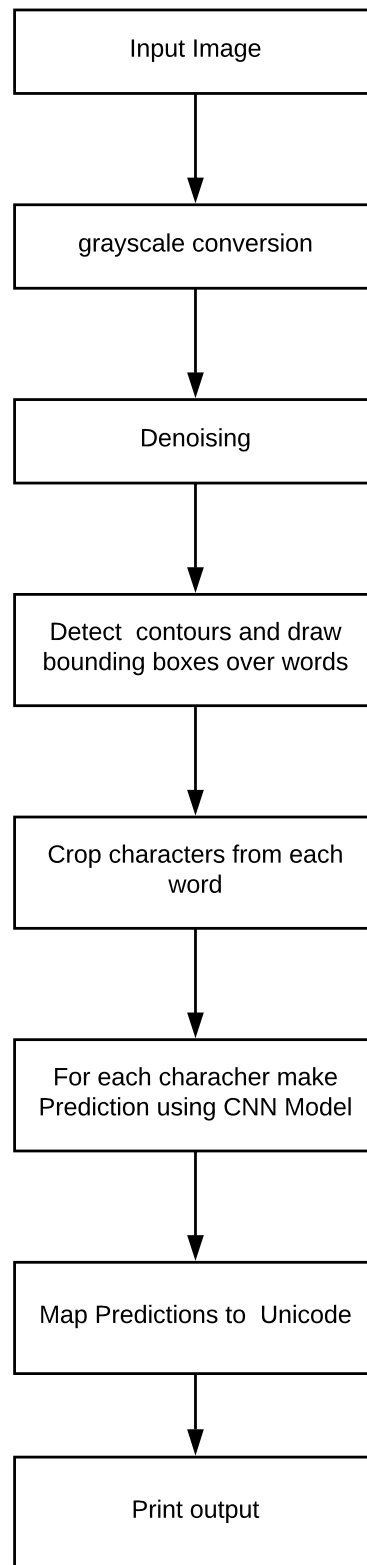 Input Image
grayscale conversion
Denoising
Detect  contours and draw
bounding boxes over words
Crop characters from each
word
For each characher make
Prediction using CNN Model
Map Predictions to  Unicode
Print output